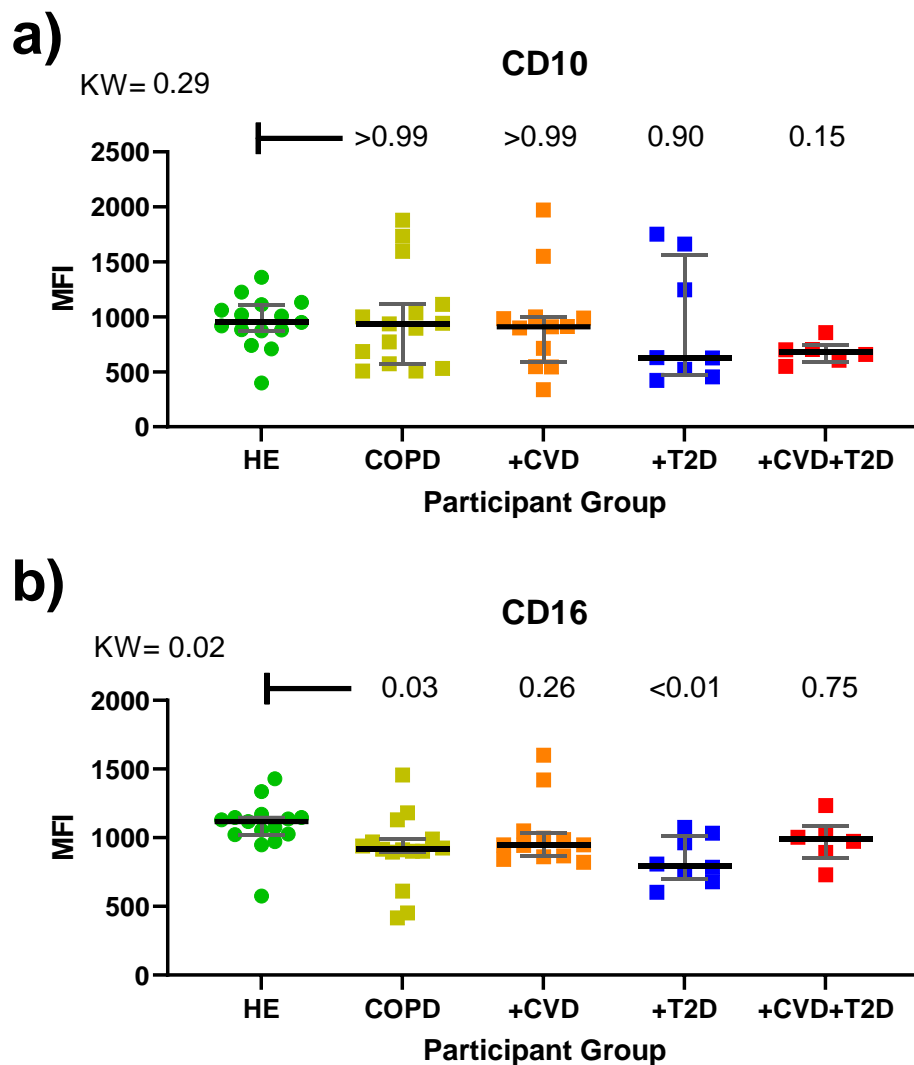 a)
CD10
KW= 0.29
>0.99 >0.99 0.90 0.15
2500
2000
1500
1000
500
0
MFI
HE COPD +CVD +T2D +CVD+T2D
Participant Group
b)
CD16
KW= 0.02
0.03 0.26 <0.01 0.75
2000
1500
1000
500
0
MFI
HE COPD +CVD +T2D +CVD+T2D
Participant Group